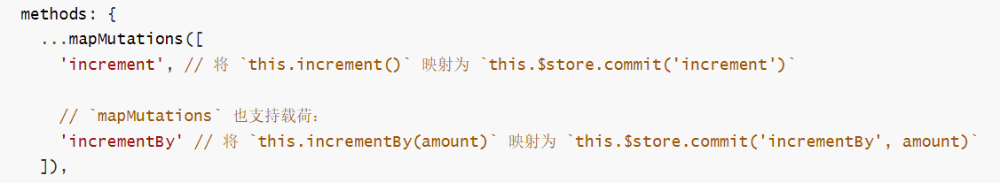 methods: {
  ...mapMutations([
    'increment', // 将 `this.increment()` 映射为 `this.$store.commit('increment')`

    // `mapMutations` 也支持载荷：
    'incrementBy' // 将 `this.incrementBy(amount)` 映射为 `this.$store.commit('incrementBy', amount)`
  ]),